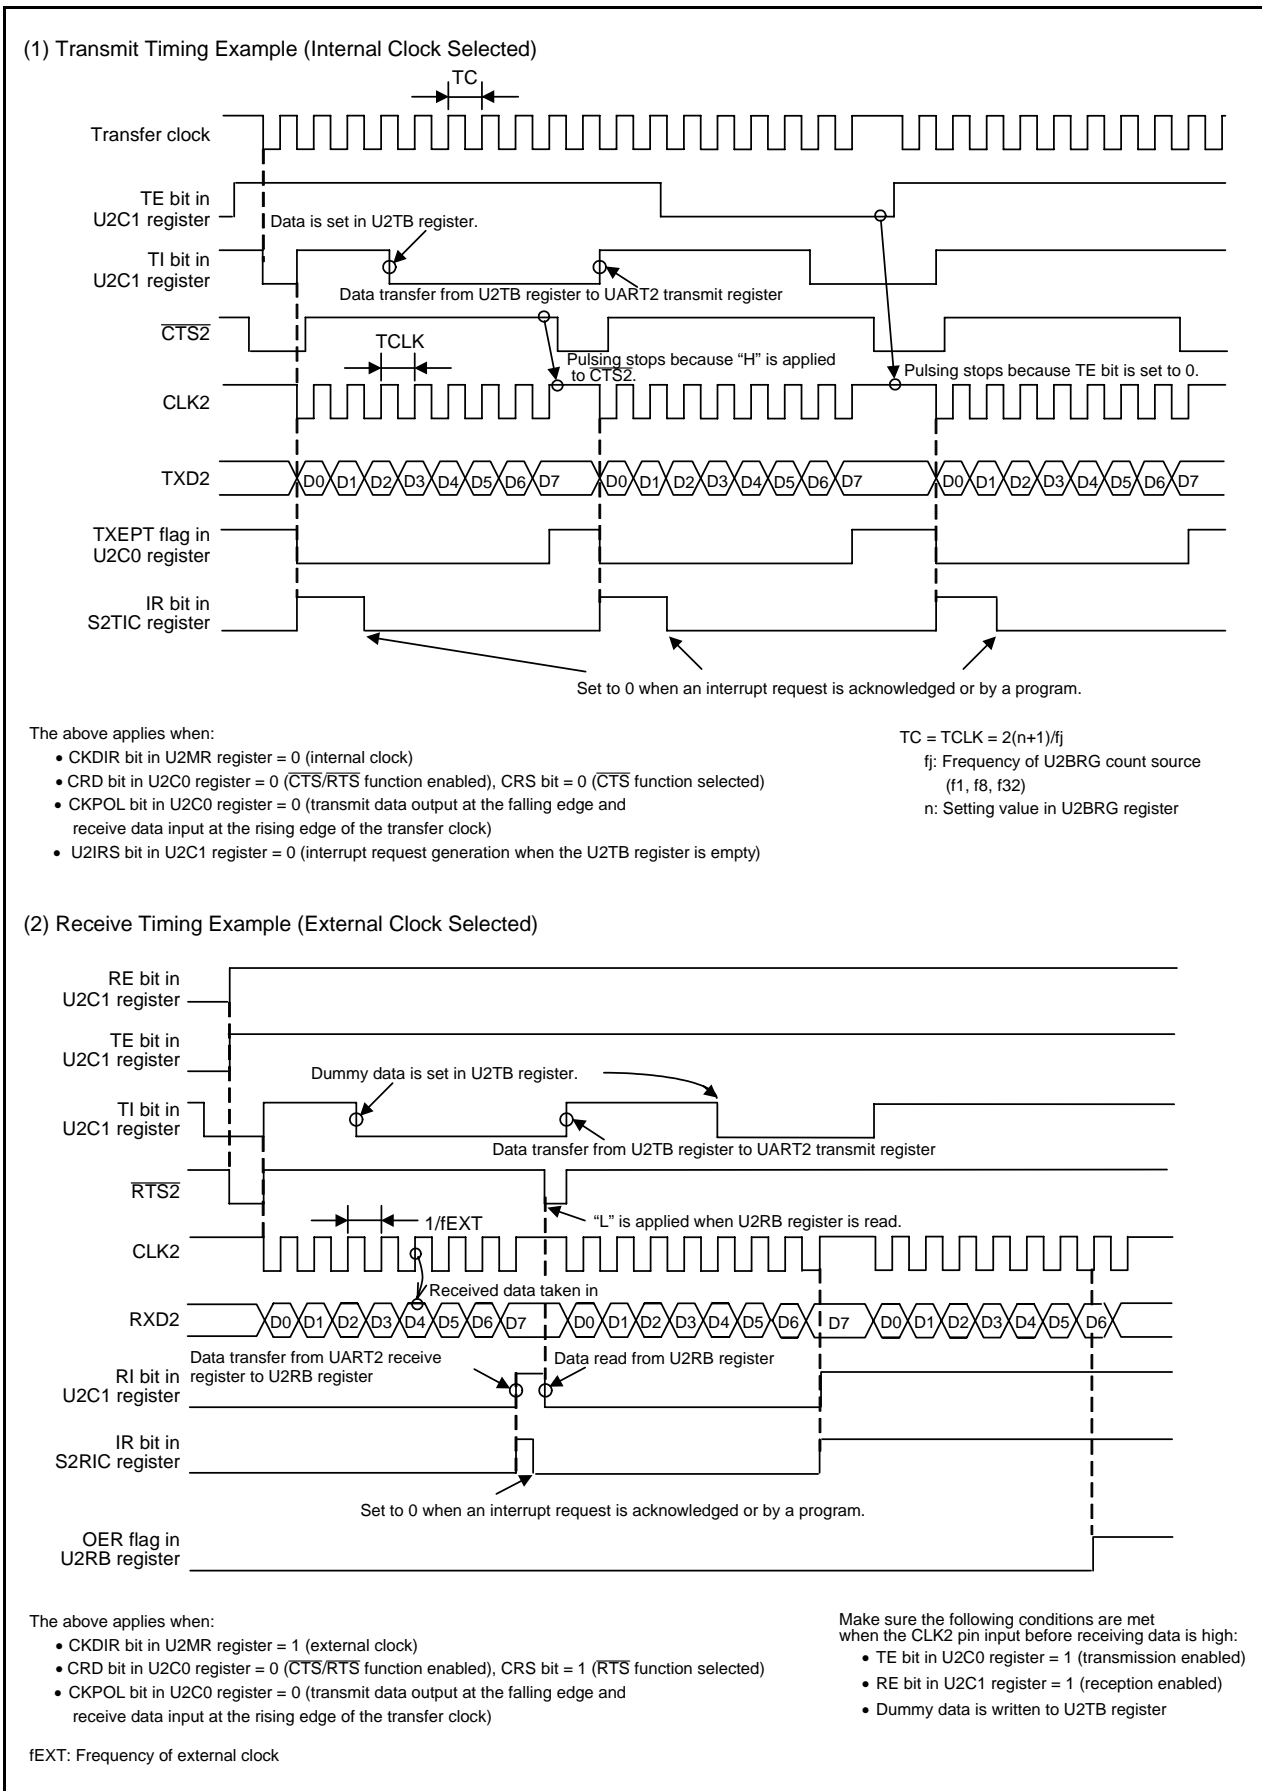 (1) Transmit Timing Example (Internal Clock Selected)
TC
Transfer clock
TE bit in
U2C1 register
Data is set in U2TB register.
TI bit in
U2C1 register
Data transfer from U2TB register to UART2 transmit register
CTS2
TCLK
Pulsing stops because “H” is applied
to CTS2.
Pulsing stops because TE bit is set to 0.
CLK2
TXD2
D0 D1 D2 D3 D4 D5 D6 D7 D0 D1 D2 D3 D4 D5 D6 D7 D0 D1 D2 D3 D4 D5 D6 D7
TXEPT flag in
U2C0 register
IR bit in
S2TIC register
Set to 0 when an interrupt request is acknowledged or by a program.
The above applies when:
• CKDIR bit in U2MR register = 0 (internal clock)
• CRD bit in U2C0 register = 0 (CTS/RTS function enabled), CRS bit = 0 (CTS function selected)
• CKPOL bit in U2C0 register = 0 (transmit data output at the falling edge and
receive data input at the rising edge of the transfer clock)
• U2IRS bit in U2C1 register = 0 (interrupt request generation when the U2TB register is empty)
TC = TCLK = 2(n+1)/fj
fj: Frequency of U2BRG count source
(f1, f8, f32)
n: Setting value in U2BRG register
(2) Receive Timing Example (External Clock Selected)
RE bit in
U2C1 register
TE bit in
U2C1 register
Dummy data is set in U2TB register.
TI bit in
U2C1 register
Data transfer from U2TB register to UART2 transmit register
RTS2
1/fEXT
“L” is applied when U2RB register is read.
CLK2
Received data taken in
RXD2
D0 D1 D2 D3 D4 D5 D6 D7 D0 D1 D2 D3 D4 D5 D6 D7 D0 D1 D2 D3 D4 D5 D6
Data transfer from UART2 receive
register to U2RB register
Data read from U2RB register
RI bit in
U2C1 register
IR bit in
S2RIC register
Set to 0 when an interrupt request is acknowledged or by a program.
OER flag in
U2RB register
The above applies when:
• CKDIR bit in U2MR register = 1 (external clock)
• CRD bit in U2C0 register = 0 (CTS/RTS function enabled), CRS bit = 1 (RTS function selected)
• CKPOL bit in U2C0 register = 0 (transmit data output at the falling edge and
receive data input at the rising edge of the transfer clock)
Make sure the following conditions are met
when the CLK2 pin input before receiving data is high:
• TE bit in U2C0 register = 1 (transmission enabled)
• RE bit in U2C1 register = 1 (reception enabled)
• Dummy data is written to U2TB register
fEXT: Frequency of external clock